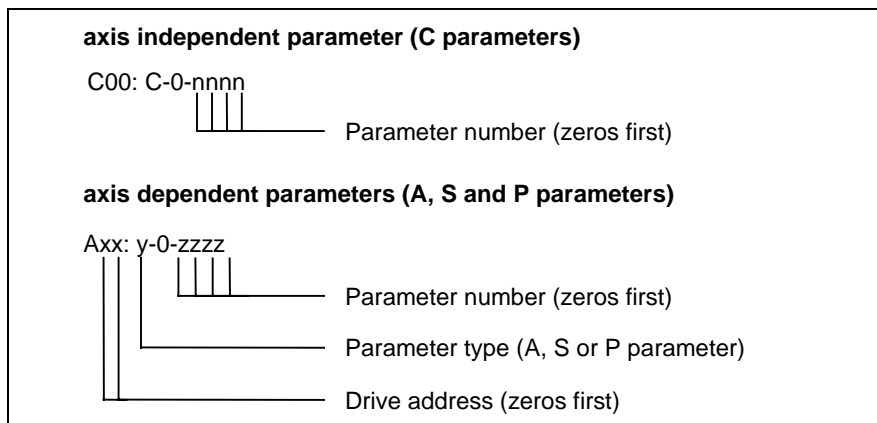 axis independent parameter (C parameters)
C00: C-0-nnnn
Parameter number (zeros first)
axis dependent parameters (A, S and P parameters)
Axx: y-0-zzzz
Parameter number (zeros first)
Parameter type (A, S or P parameter)
Drive address (zeros first)